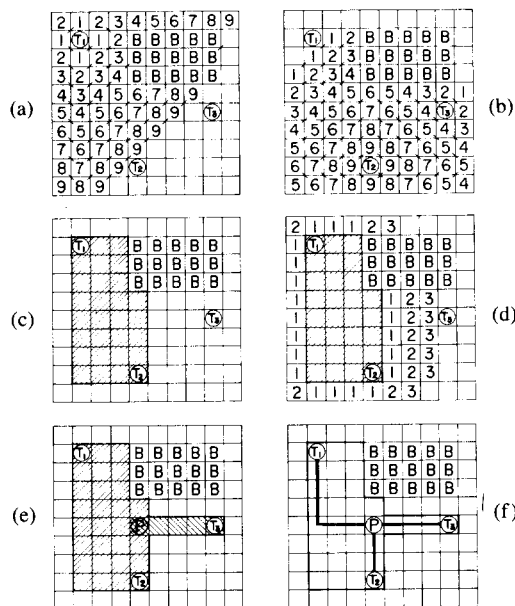 2 1 2 3 4 5 6 7 8 9
1 T₁ 1 2 B B B B B
2 1 2 3 B B B B B
3 2 3 4 B B B B B
4 3 4 5 6 7 8 9
(a)
5 4 5 6 7 8 9 T₃
6 5 6 7 8 9
7 6 7 8 9
8 7 8 9 T₂
9 8 9
T₁ 1 2 B B B B B
1 2 3 B B B B B
1 2 3 4 B B B B B
2 3 4 5 6 5 4 3 2 1
(b)
3 4 5 6 7 6 5 4 T₃ 2
4 5 6 7 8 7 6 5 4 3
5 6 7 8 9 8 7 6 5 4
6 7 8 9 T₂ 9 8 7 6 5
5 6 7 8 9 8 7 6 5 4
T₁ B B B B B
B B B B B
B B B B B
(c)
T₃
T₂
2 1 1 1 2 3
1 T₁ B B B B B
1 B B B B B
1 B B B B B
1 1 2 3
(d)
1 1 2 3 T₃
1 1 2 3
1 1 2 3
1 T₂ 1 2 3
2 1 1 1 1 2 3
T₁ B B B B B
B B B B B
B B B B B
(e)
P T₃
T₂
T₁ B B B B B
B B B B B
B B B B B
(f)
P T₃
T₂